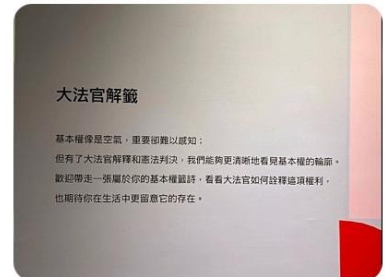 大法官解籤
基本權像是空氣，重要卻難以感知；
但有了大法官解釋和憲法判決，我們能夠更清晰地看見基本權的輪廓。
歡迎帶走一張屬於你的基本權籤詩，看看大法官如何詮釋這項權利，
也期待你在生活中更留意它的存在。